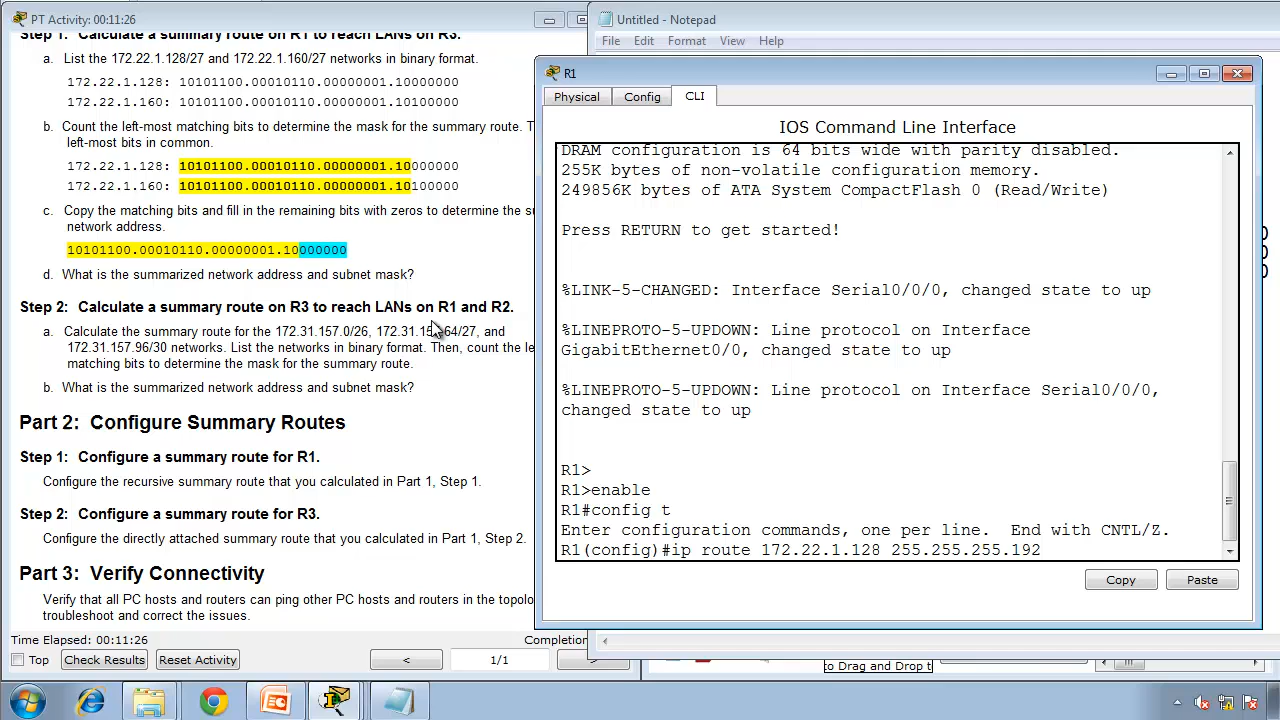 PT Activity: 00:11:26
Step 1: Calculate a summary route on R1 to reach LANs on R3.
a. List the 172.22.1.128/27 and 172.22.1.160/27 networks in binary format.
172.22.1.128: 10101100.00010110.00000001.10000000
172.22.1.160: 10101100.00010110.00000001.10100000
b. Count the left-most matching bits to determine the mask for the summary route. T
left-most bits in common.
172.22.1.128: 10101100.00010110.00000001.10000000
172.22.1.160: 10101100.00010110.00000001.10100000
c. Copy the matching bits and fill in the remaining bits with zeros to determine the su
network address.
10101100.00010110.00000001.10000000
d. What is the summarized network address and subnet mask?
Step 2: Calculate a summary route on R3 to reach LANs on R1 and R2.
a. Calculate the summary route for the 172.31.157.0/26, 172.31.15 64/27, and
172.31.157.96/30 networks. List the networks in binary format. Then, count the le
matching bits to determine the mask for the summary route.
b. What is the summarized network address and subnet mask?
Part 2: Configure Summary Routes
Step 1: Configure a summary route for R1.
Configure the recursive summary route that you calculated in Part 1, Step 1.
Step 2: Configure a summary route for R3.
Configure the directly attached summary route that you calculated in Part 1, Step 2.
Part 3: Verify Connectivity
Verify that all PC hosts and routers can ping other PC hosts and routers in the topolo
troubleshoot and correct the issues.
Time Elapsed: 00:11:26
Completion
Top
Check Results
Reset Activity
<
1/1
>
Untitled - Notepad
File Edit Format View Help
R1
Physical Config CLI
IOS Command Line Interface
DRAM configuration is 64 bits wide with parity disabled.
255K bytes of non-volatile configuration memory.
249856K bytes of ATA System CompactFlash 0 (Read/Write)
Press RETURN to get started!
%LINK-5-CHANGED: Interface Serial0/0/0, changed state to up
%LINEPROTO-5-UPDOWN: Line protocol on Interface
GigabitEthernet0/0, changed state to up
%LINEPROTO-5-UPDOWN: Line protocol on Interface Serial0/0/0,
changed state to up
R1>
R1>enable
R1#config t
Enter configuration commands, one per line.  End with CNTL/Z.
R1(config)#ip route 172.22.1.128 255.255.255.192
Copy
Paste
to Drag and Drop t